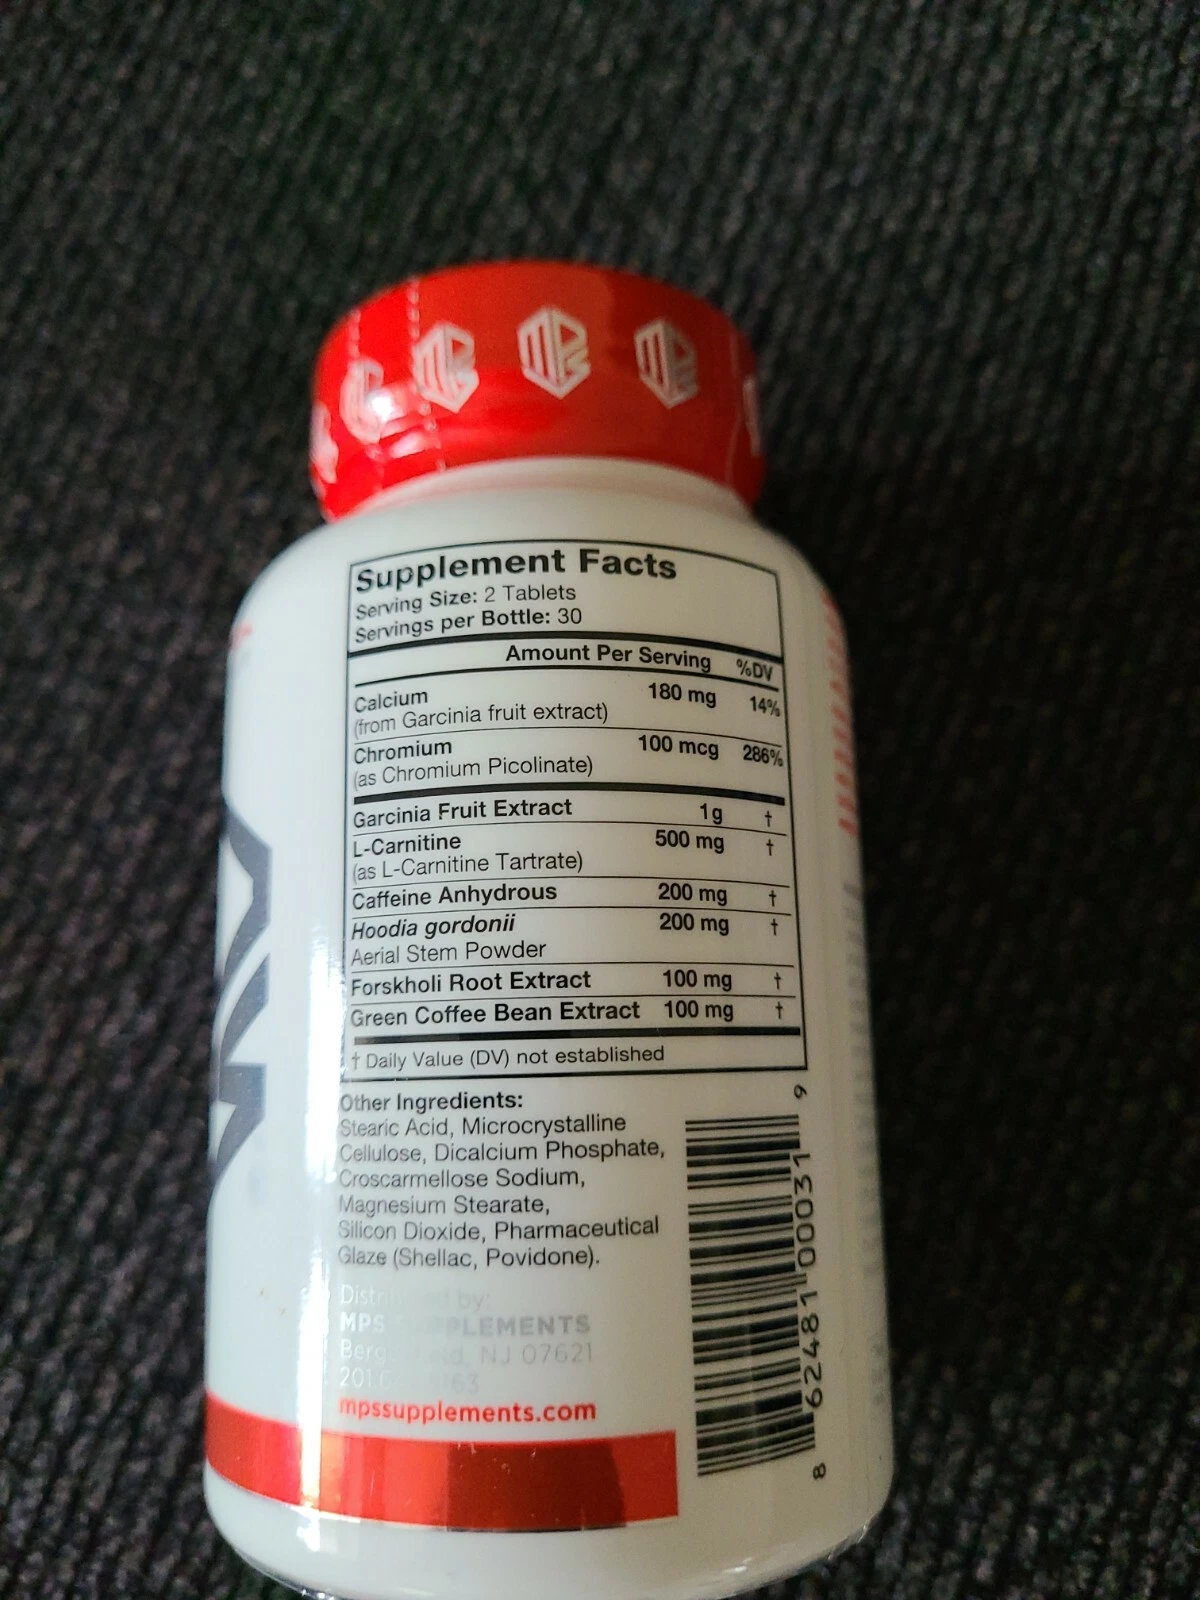 Supplement Facts
Serving Size: 2 Tablets
Servings per Bottle: 30
Amount Per Serving %DV
Calcium 180 mg 14%
(from Garcinia fruit extract)
Chromium 100 mcg 286%
(as Chromium Picolinate)
Garcinia Fruit Extract 1g †
L-Carnitine 500 mg †
(as L-Carnitine Tartrate)
Caffeine Anhydrous 200 mg †
Hoodia gordonii 200 mg †
Aerial Stem Powder
Forskholi Root Extract 100 mg †
Green Coffee Bean Extract 100 mg †
† Daily Value (DV) not established
Other Ingredients:
Stearic Acid, Microcrystalline
Cellulose, Dicalcium Phosphate,
Croscarmellose Sodium,
Magnesium Stearate,
Silicon Dioxide, Pharmaceutical
Glaze (Shellac, Povidone).
by:
MPS
NJ 07621
mpssupplements.com
8 62481 00031 9